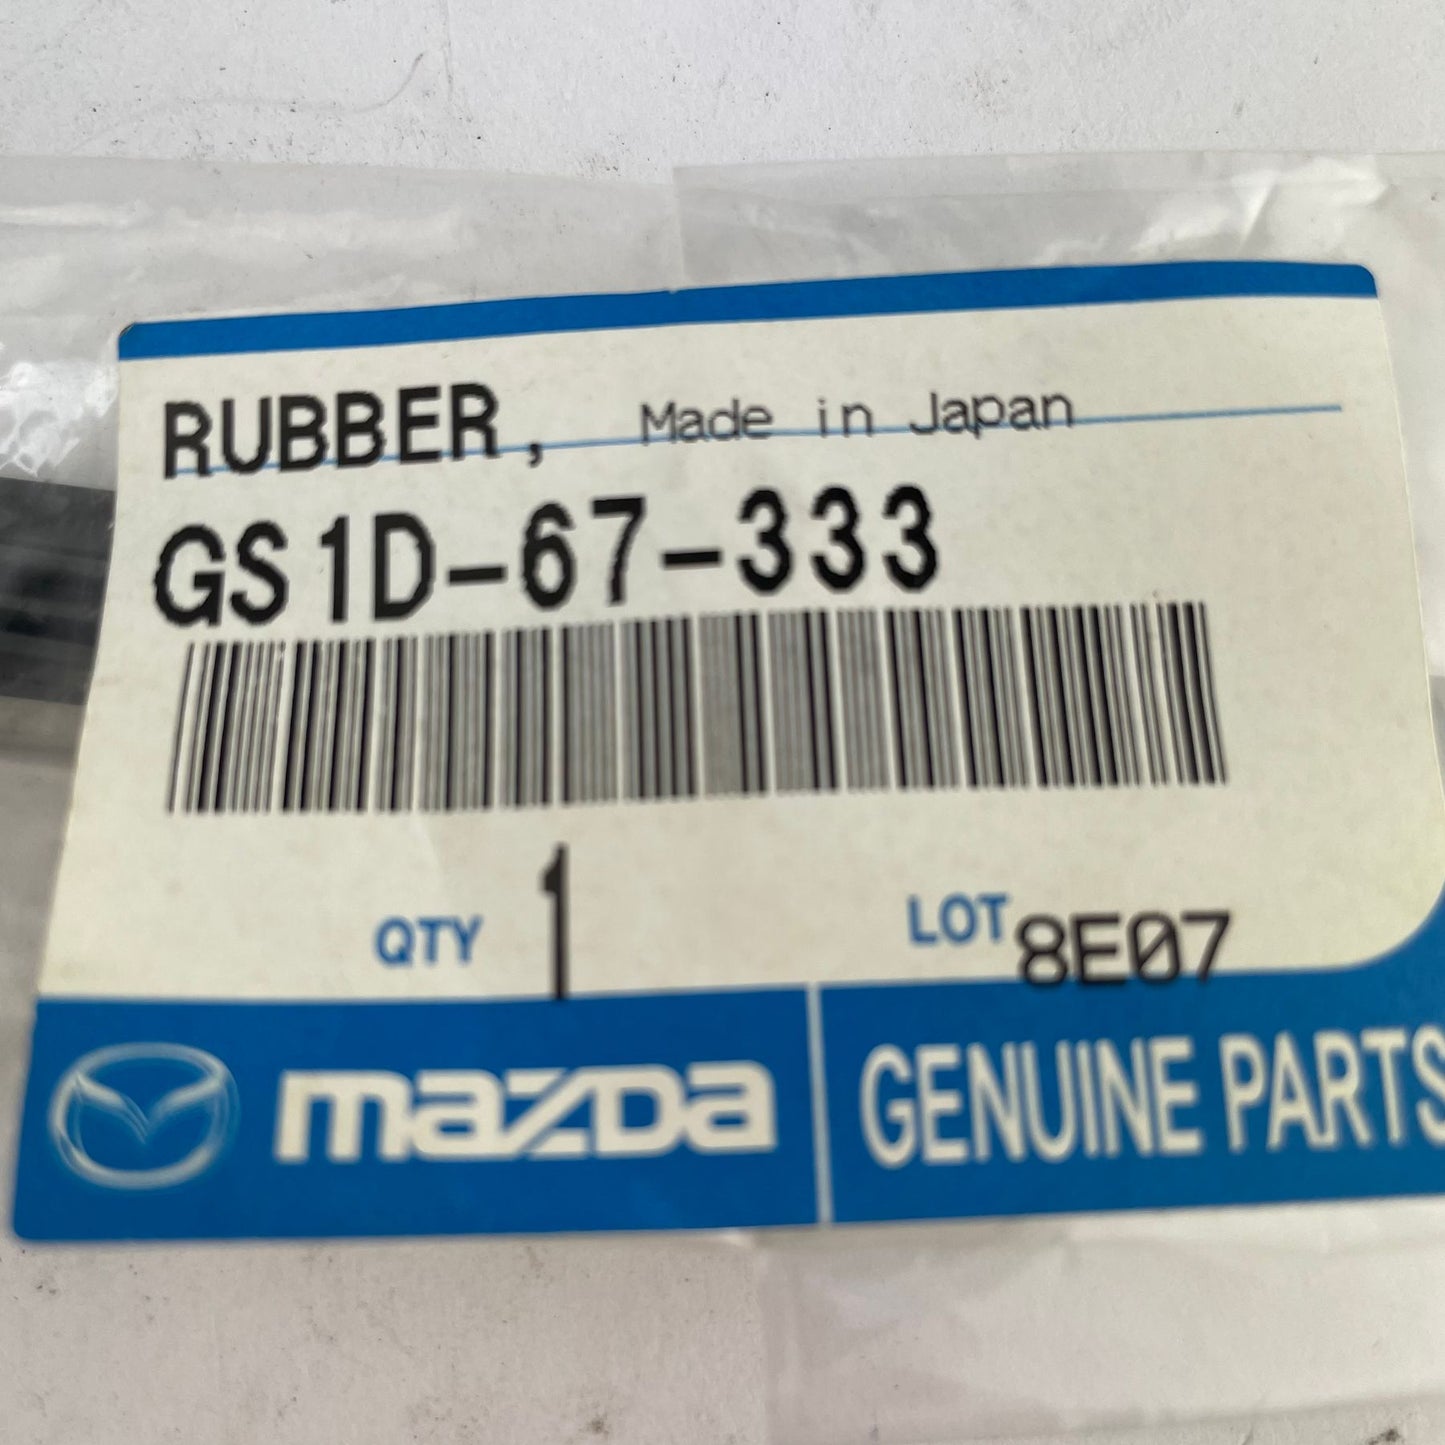 RUBBER, Made in Japan
GS1D-67-333
QTY 1 LOT 8E07
mazda GENUINE PARTS